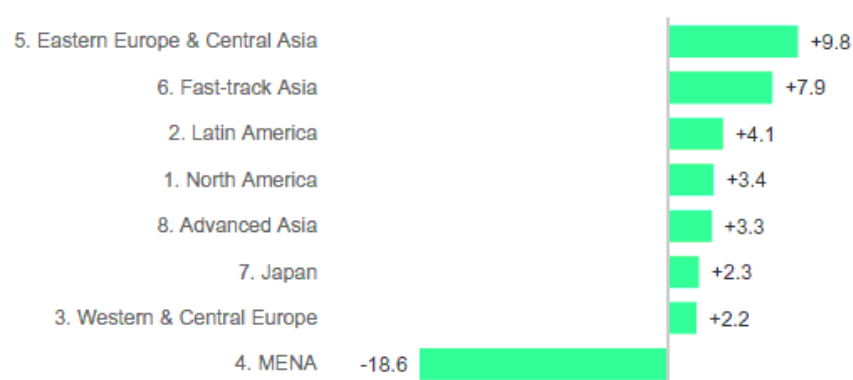 5. Eastern Europe & Central Asia +9.8
6. Fast-track Asia +7.9
2. Latin America +4.1
1. North America +3.4
8. Advanced Asia +3.3
7. Japan +2.3
3. Western & Central Europe +2.2
4. MENA -18.6